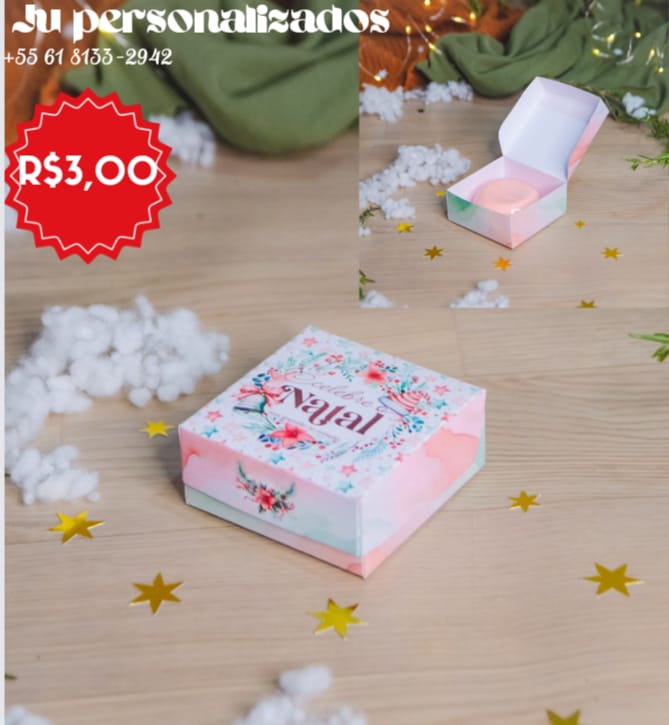 Ju personalizados
+55 61 8133-2942
R$3,00
Celebre o
Natal